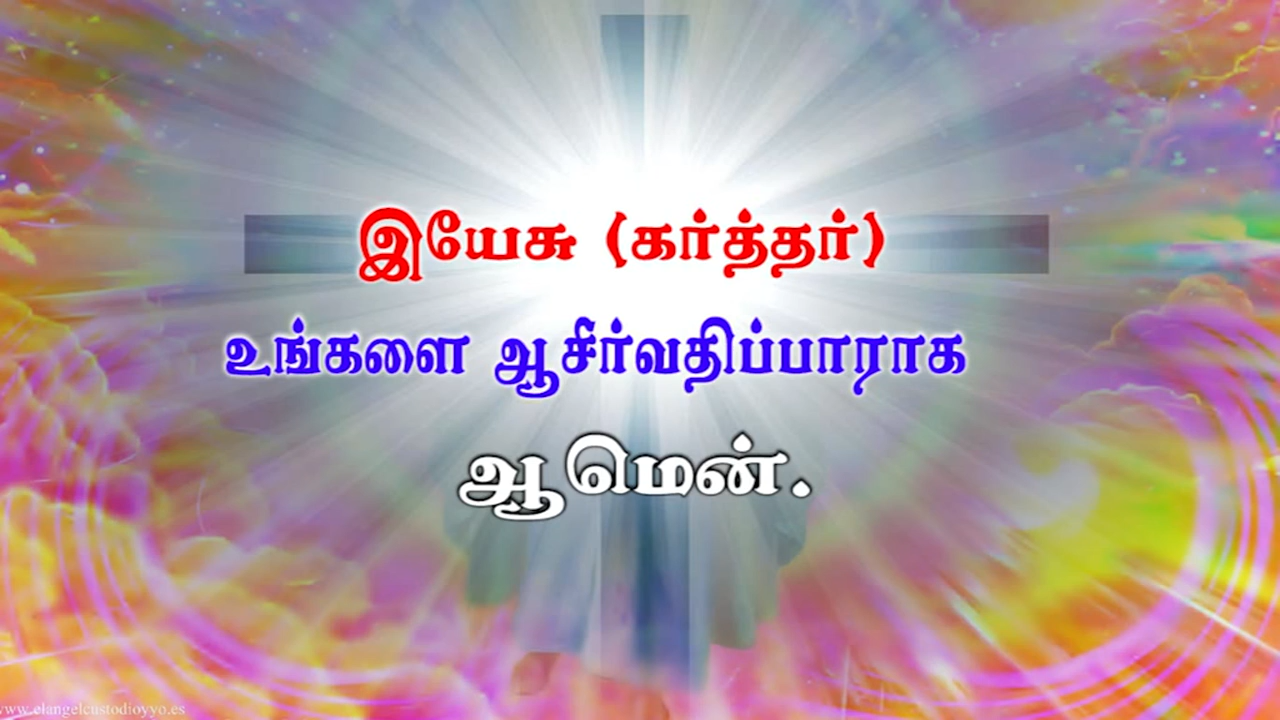 இயேசு (கர்த்தர்)
உங்களை ஆசிர்வதிப்பாராக
ஆமென்.
www.elangelcustodioyyo.es